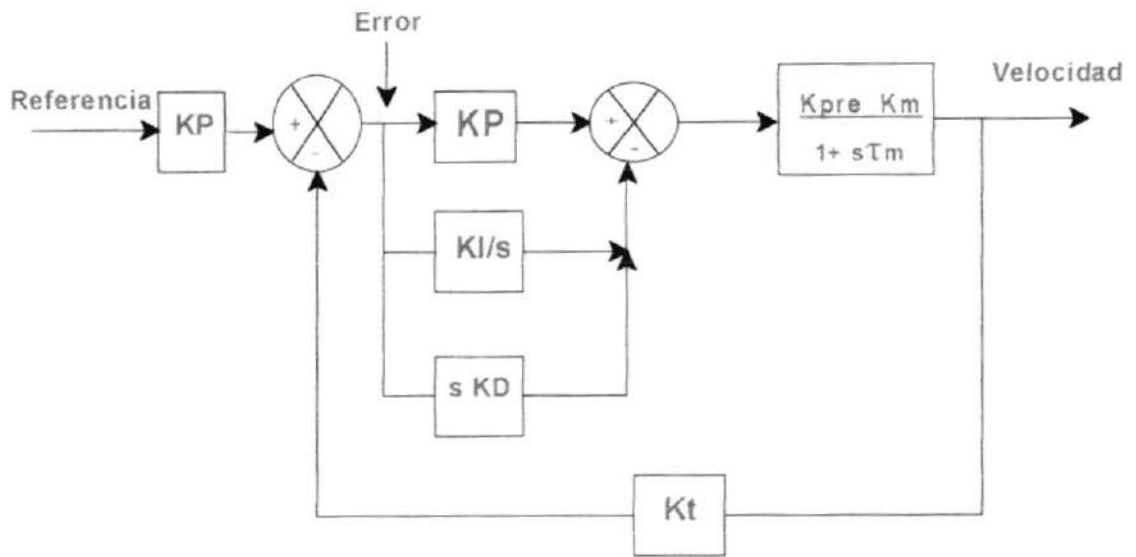 Error
Referencia
KP
+
-
KP
+
-
Kpre Km
1+ sτm
Velocidad
KI/s
s KD
Kt